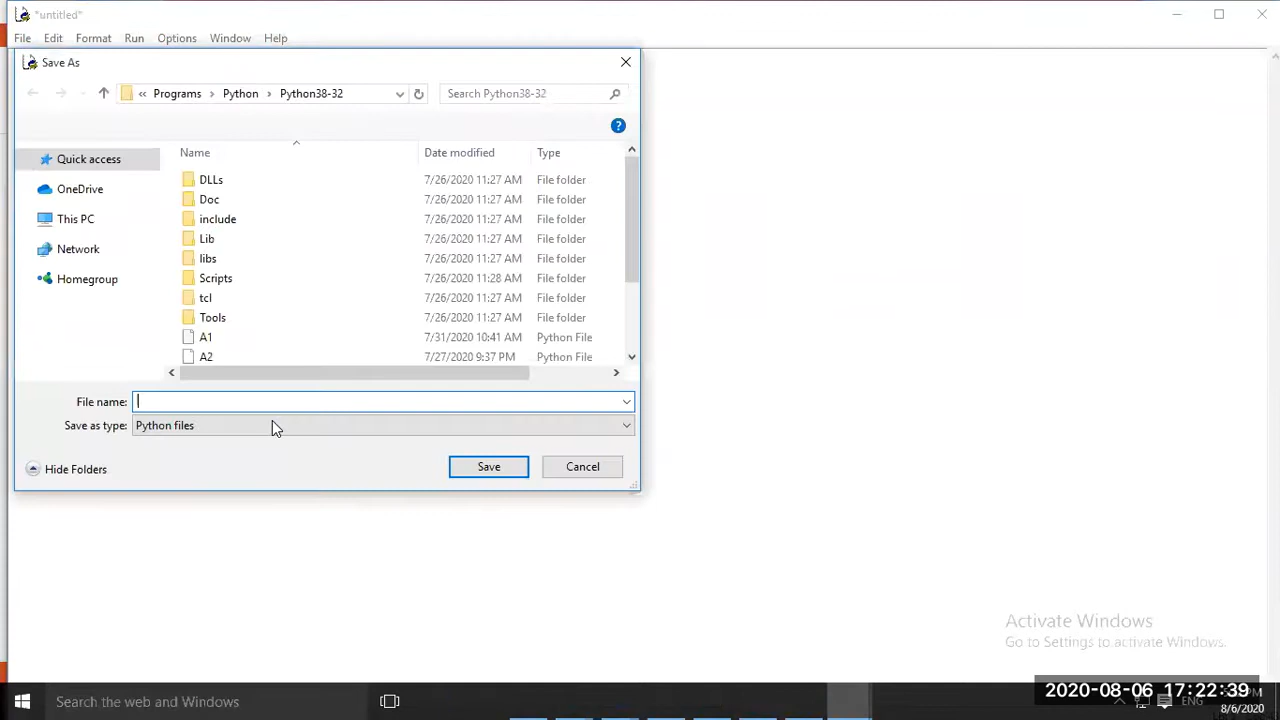 *untitled*
File Edit Format Run Options Window Help
Save As
« Programs › Python › Python38-32
Search Python38-32
?
Name Date modified Type
Quick access
OneDrive
This PC
Network
Homegroup
DLLs 7/26/2020 11:27 AM File folder
Doc 7/26/2020 11:27 AM File folder
include 7/26/2020 11:27 AM File folder
Lib 7/26/2020 11:27 AM File folder
libs 7/26/2020 11:27 AM File folder
Scripts 7/26/2020 11:28 AM File folder
tcl 7/26/2020 11:27 AM File folder
Tools 7/26/2020 11:27 AM File folder
A1 7/31/2020 10:41 AM Python File
A2 7/27/2020 9:37 PM Python File
File name:
Save as type: Python files
Hide Folders
Save Cancel
Activate Windows
Go to Settings to activate Windows.
Search the web and Windows
2020-08-06 17:22:39
ENG
8/6/2020